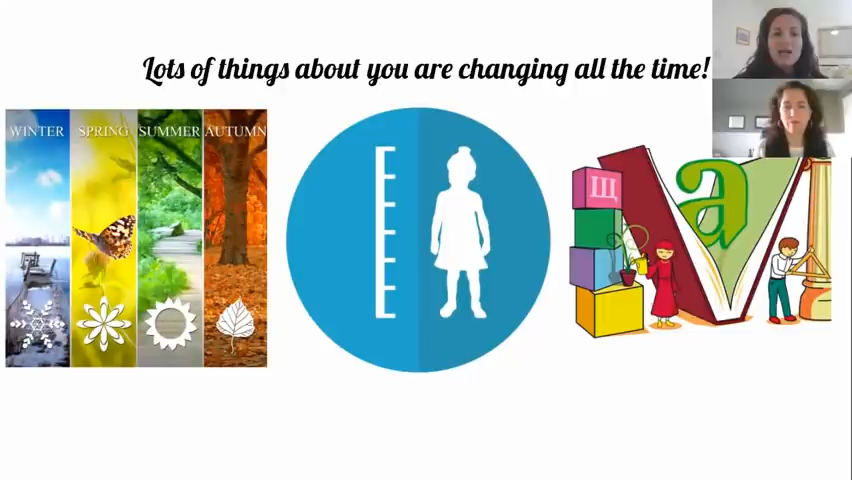 Lots of things about you are changing all the time!
WINTER SPRING SUMMER AUTUMN
Щ
a